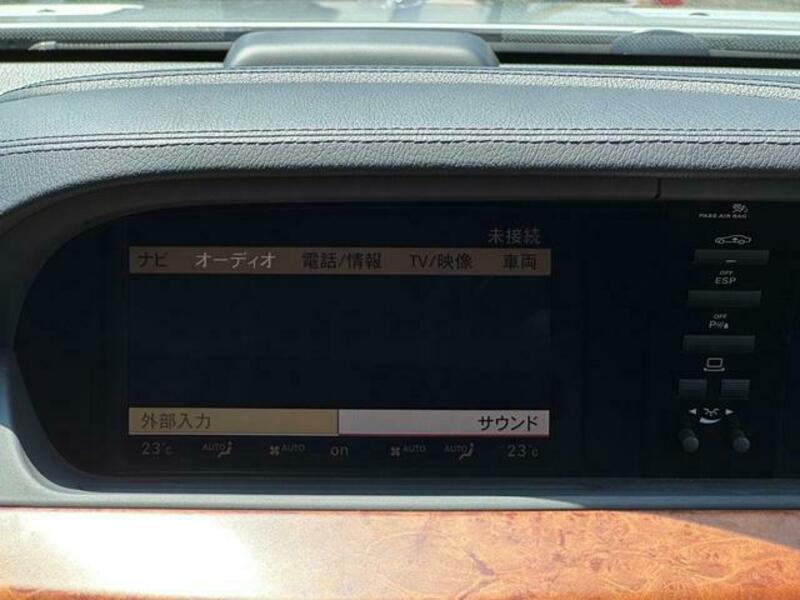 PASS AIR BAG
未接続
ナビ オーディオ 電話/情報 TV/映像 車両
OFF
ESP
OFF
P
外部入力 サウンド
23°c AUTO AUTO on AUTO AUTO 23°c